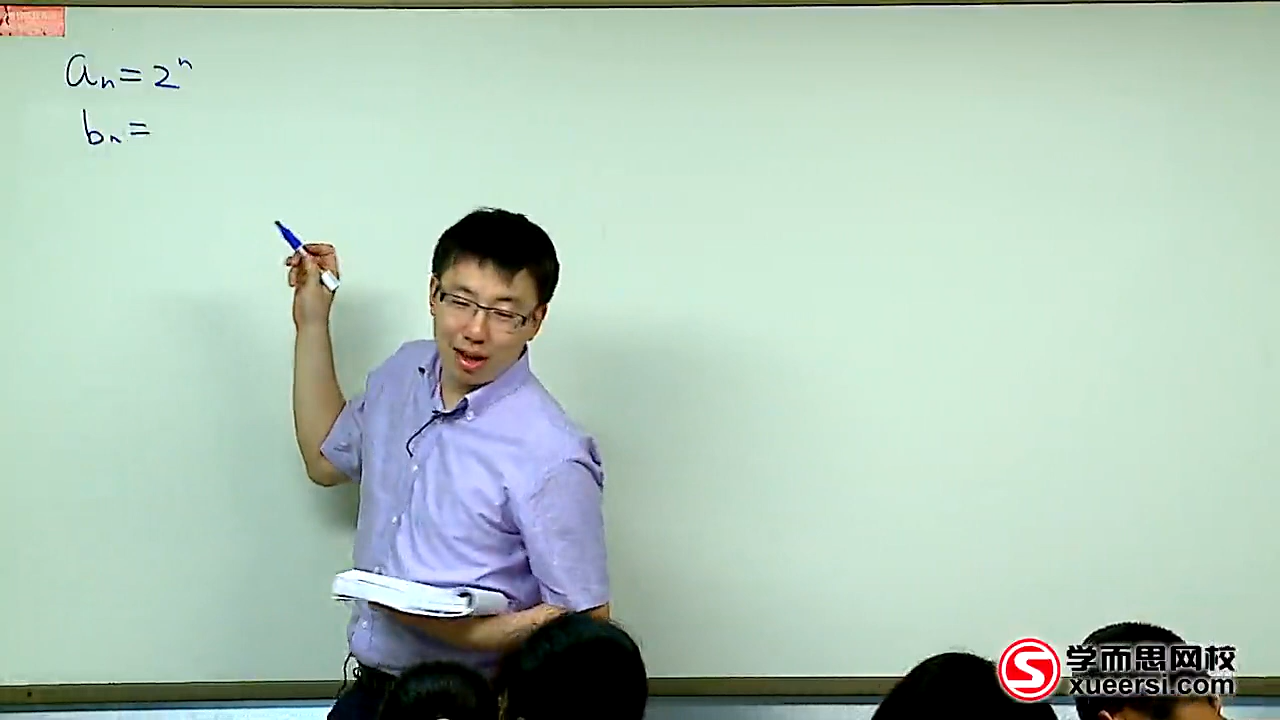 aₙ = 2ⁿ
bₙ =
学而思网校
xueersi.com